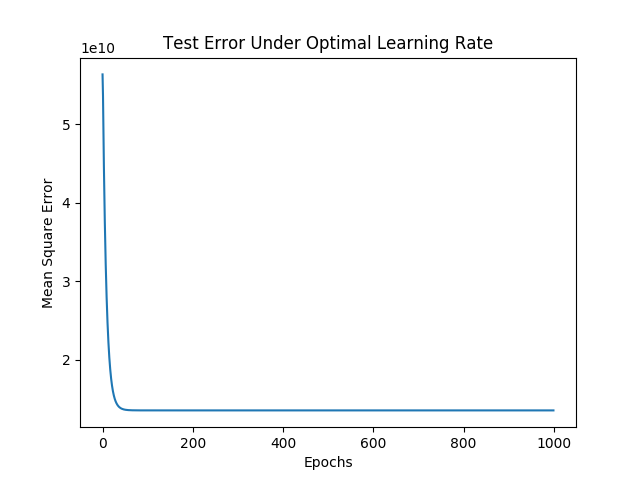 Test Error Under Optimal Learning Rate
1e10
5
4
3
2
Mean Square Error
0 200 400 600 800 1000
Epochs